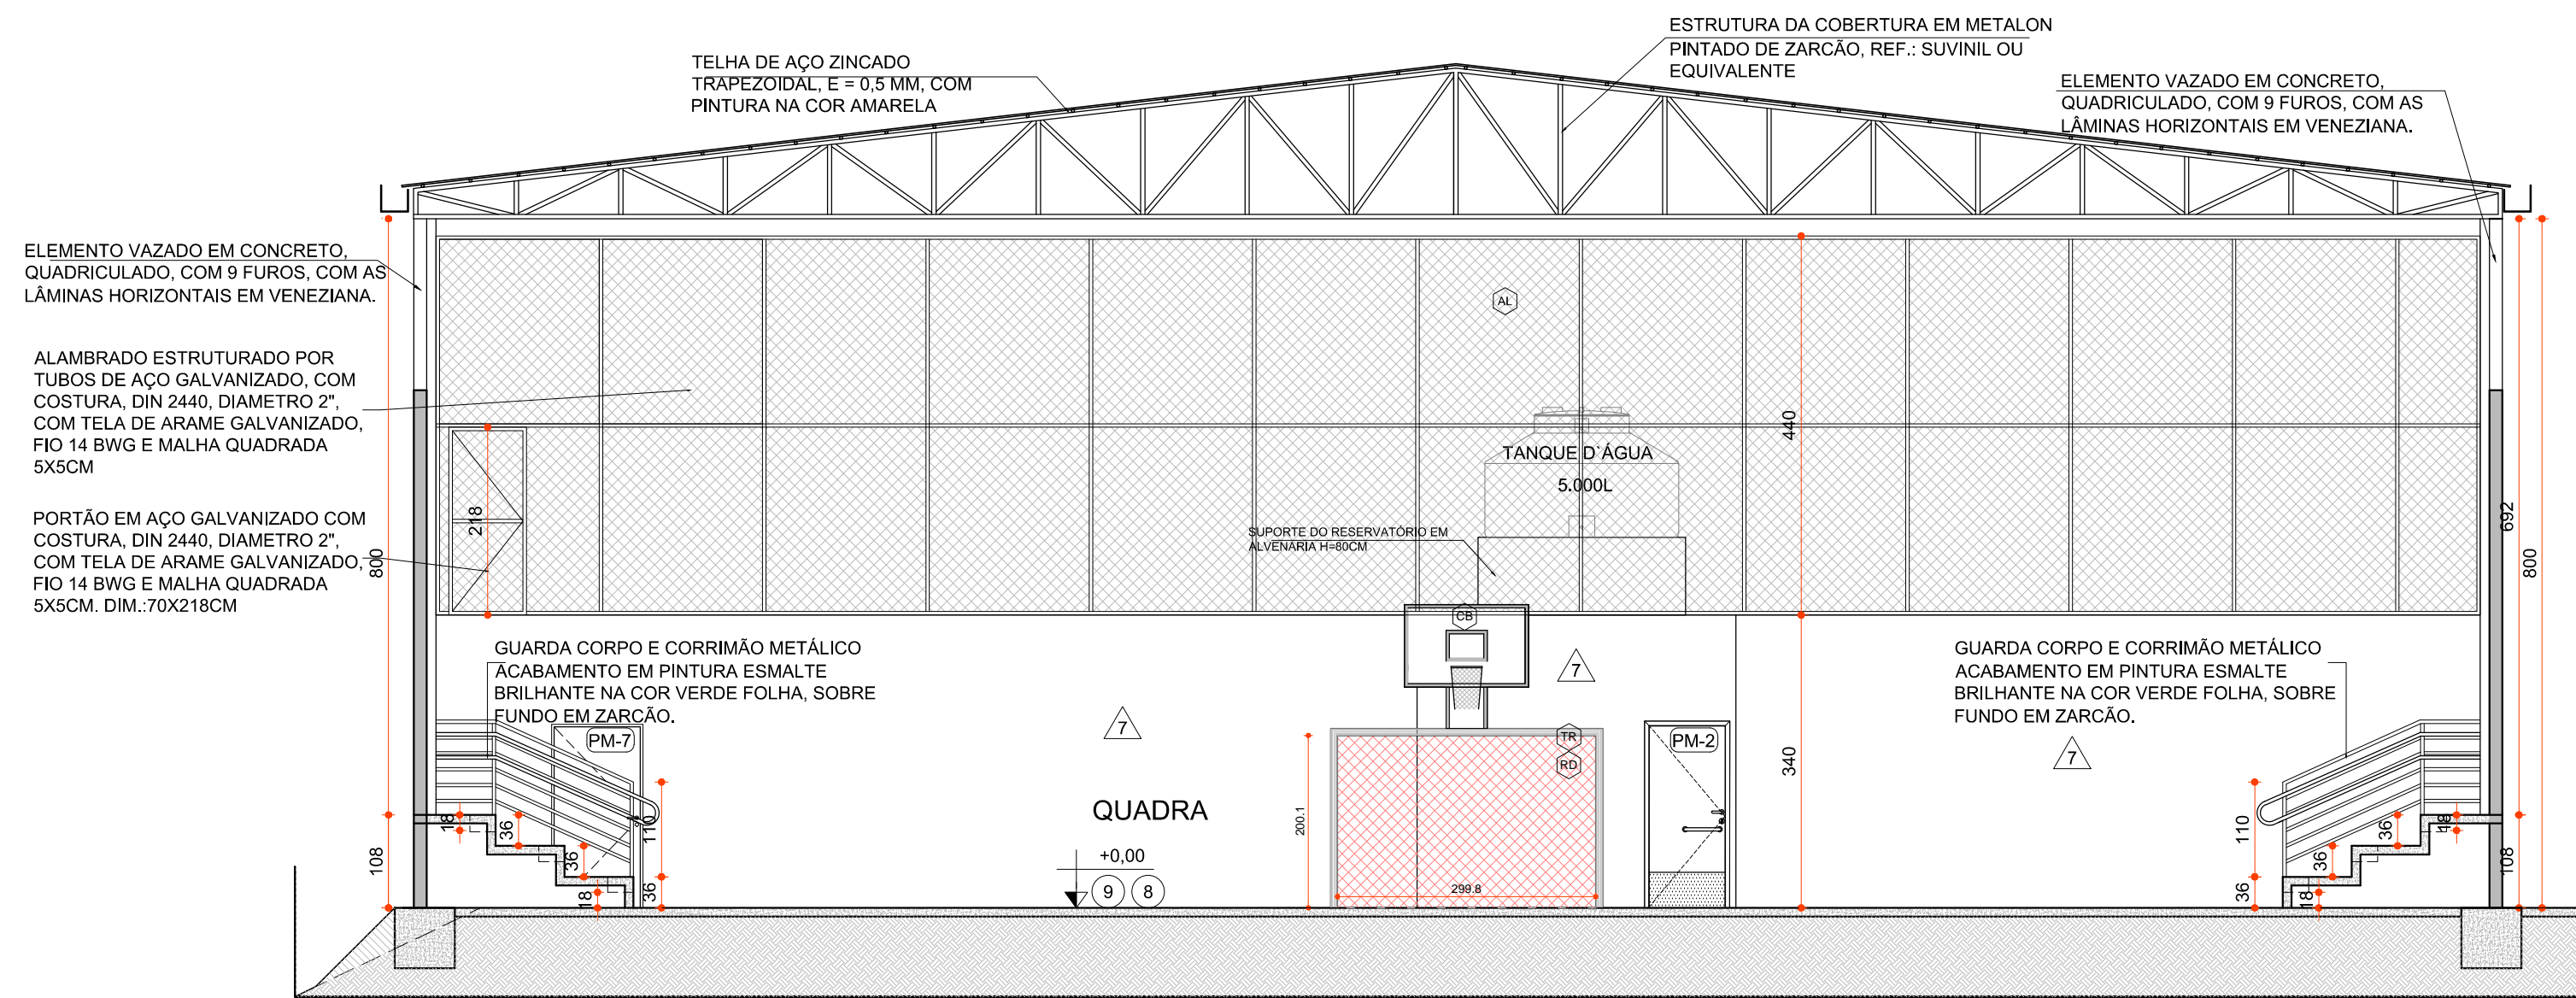 ESTRUTURA DA COBERTURA EM METALON
PINTADO DE ZARCÃO, REF.: SUVINIL OU
EQUIVALENTE
TELHA DE AÇO ZINCADO
TRAPEZOIDAL, E = 0,5 MM, COM
PINTURA NA COR AMARELA
ELEMENTO VAZADO EM CONCRETO,
QUADRICULADO, COM 9 FUROS, COM AS
LÂMINAS HORIZONTAIS EM VENEZIANA.
ELEMENTO VAZADO EM CONCRETO,
QUADRICULADO, COM 9 FUROS, COM AS
LÂMINAS HORIZONTAIS EM VENEZIANA.
AL
ALAMBRADO ESTRUTURADO POR
TUBOS DE AÇO GALVANIZADO, COM
COSTURA, DIN 2440, DIAMETRO 2",
COM TELA DE ARAME GALVANIZADO,
FIO 14 BWG E MALHA QUADRADA
5X5CM
440
TANQUE D`ÁGUA
5.000L
PORTÃO EM AÇO GALVANIZADO COM
COSTURA, DIN 2440, DIAMETRO 2",
COM TELA DE ARAME GALVANIZADO,
FIO 14 BWG E MALHA QUADRADA
5X5CM. DIM.:70X218CM
800
218
SUPORTE DO RESERVATÓRIO EM
ALVENARIA H=80CM
692
800
CB
GUARDA CORPO E CORRIMÃO METÁLICO
ACABAMENTO EM PINTURA ESMALTE
BRILHANTE NA COR VERDE FOLHA, SOBRE
FUNDO EM ZARCÃO.
7
7
GUARDA CORPO E CORRIMÃO METÁLICO
ACABAMENTO EM PINTURA ESMALTE
BRILHANTE NA COR VERDE FOLHA, SOBRE
FUNDO EM ZARCÃO.
7
PM-7
TR
RD
PM-2
340
QUADRA
200.1
299.8
+0,00
9
8
108
18
36
36
18
110
36
110
36
18
36
36
18
108